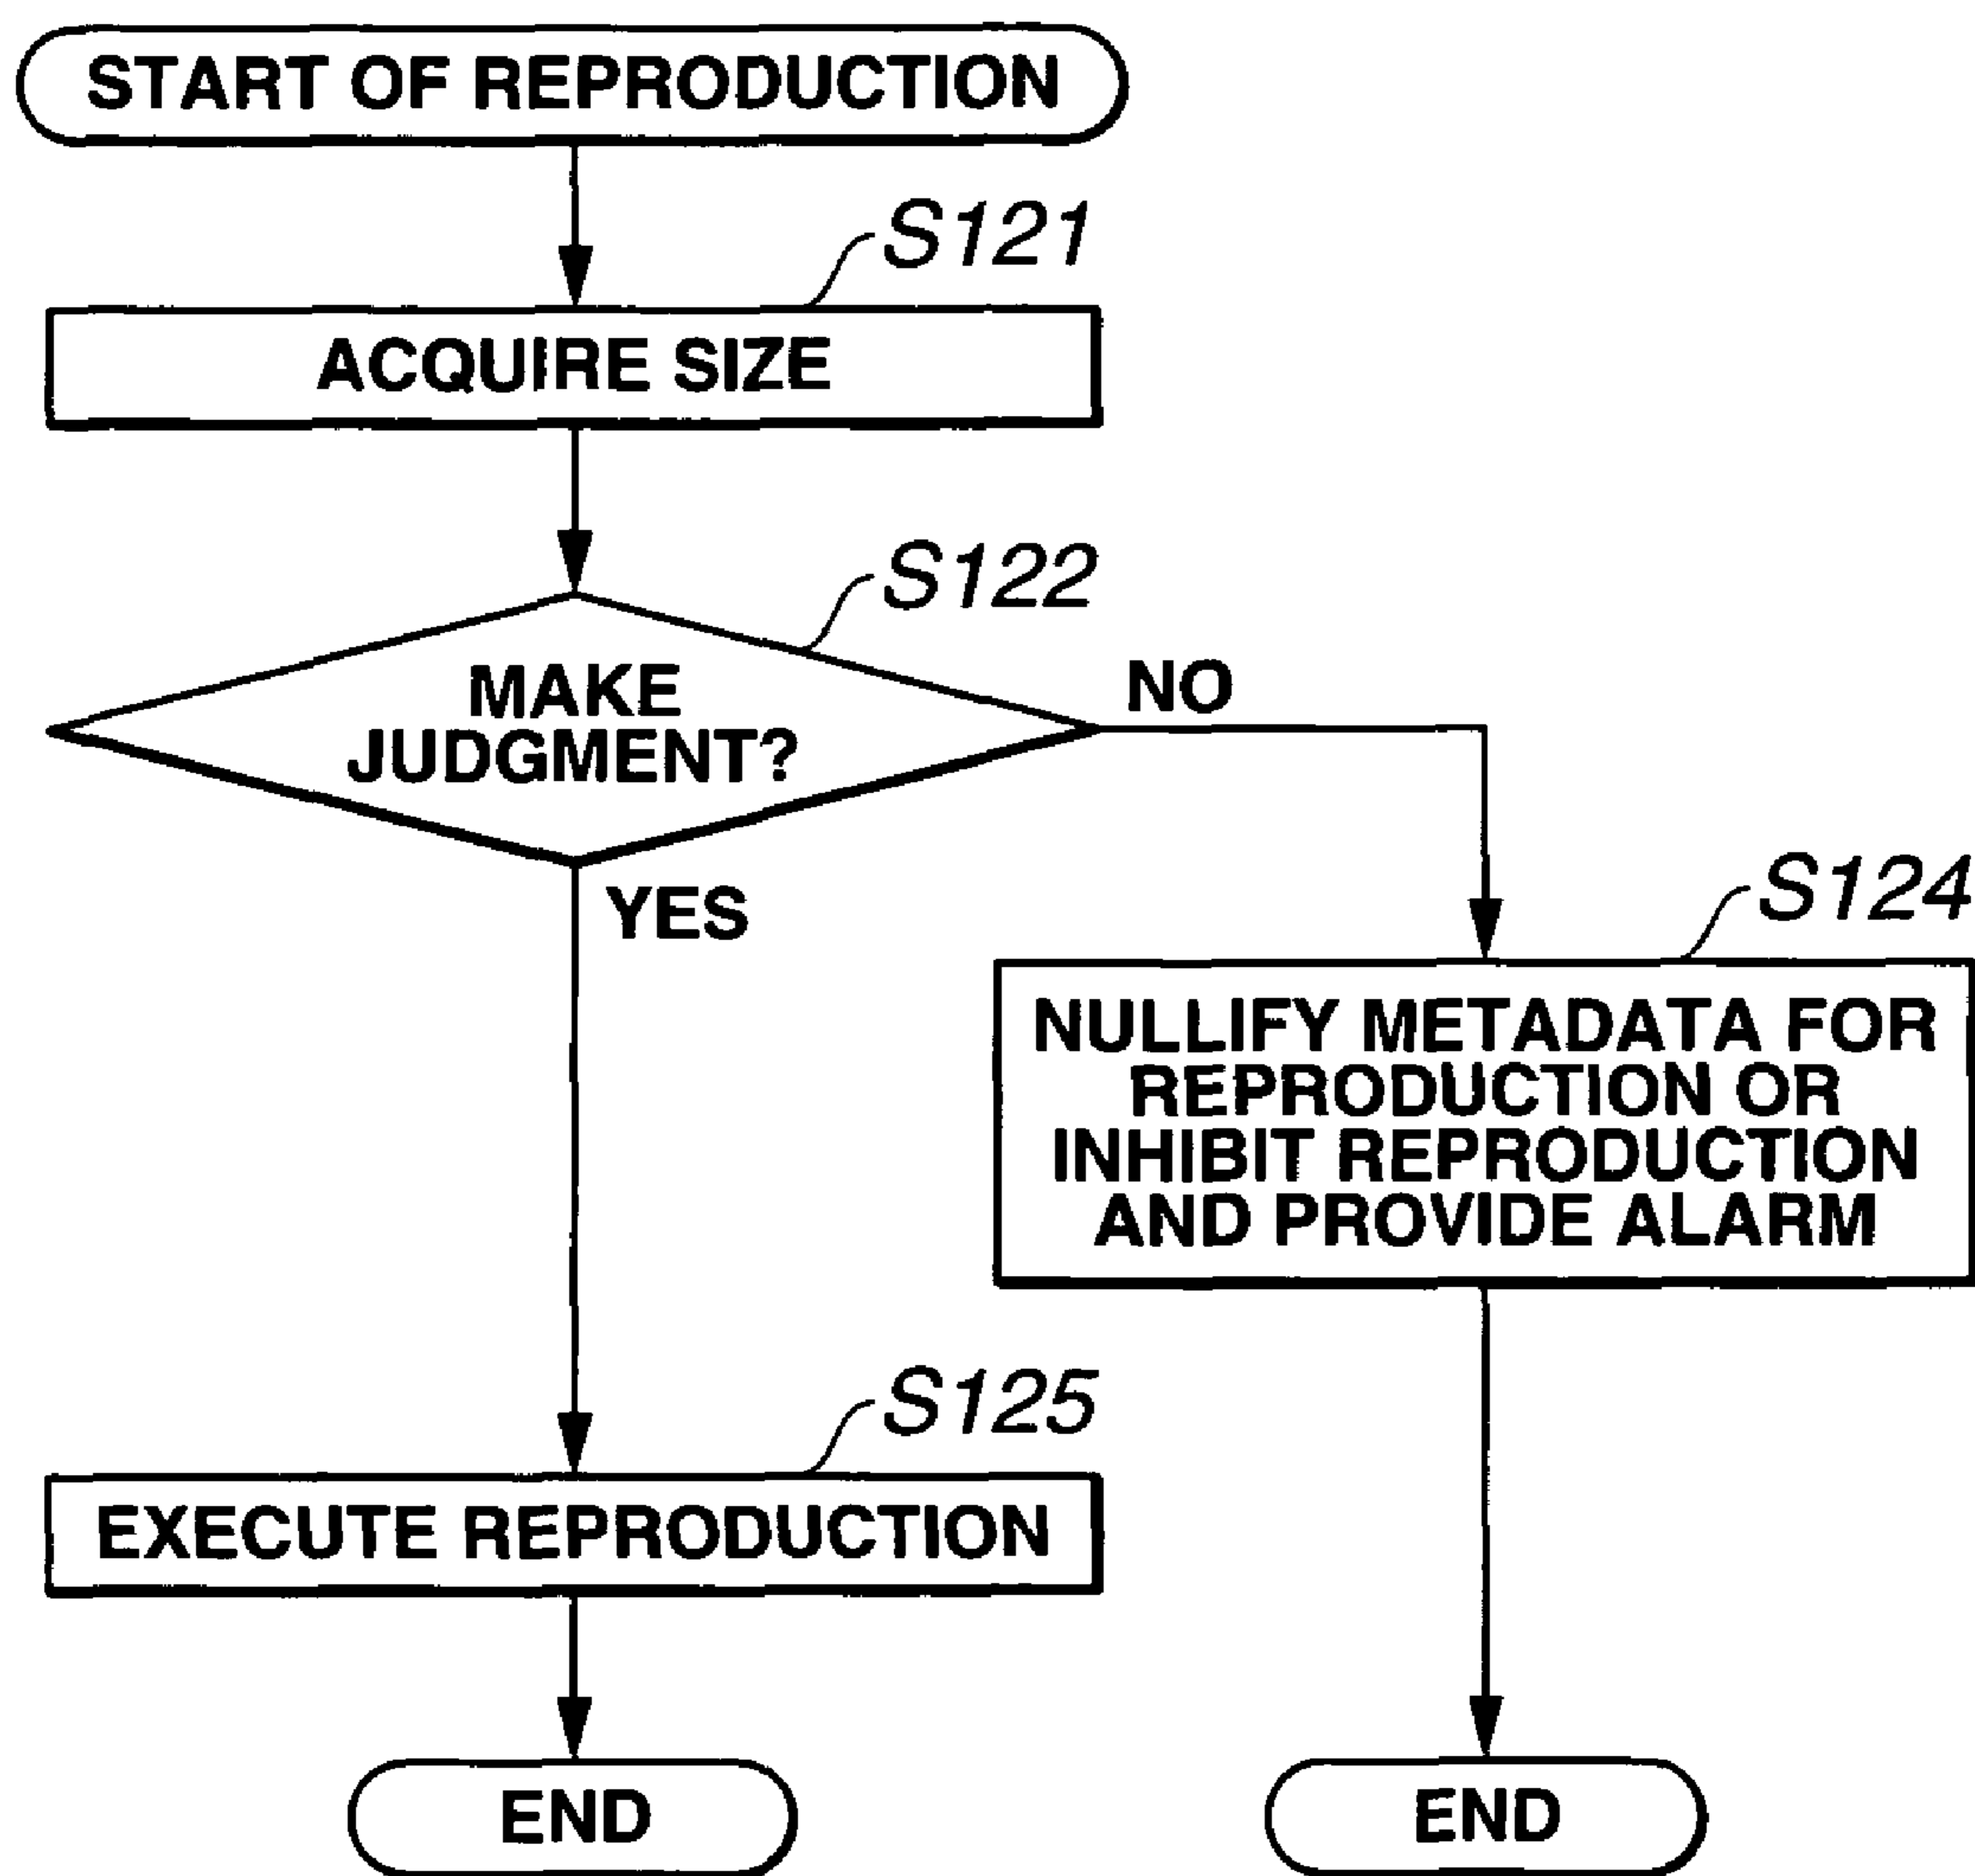 START OF REPRODUCTION
S121
ACQUIRE SIZE
S122
MAKE
JUDGMENT?
NO
YES
S124
NULLIFY METADATA FOR
REPRODUCTION OR
INHIBIT REPRODUCTION
AND PROVIDE ALARM
S125
EXECUTE REPRODUCTION
END
END